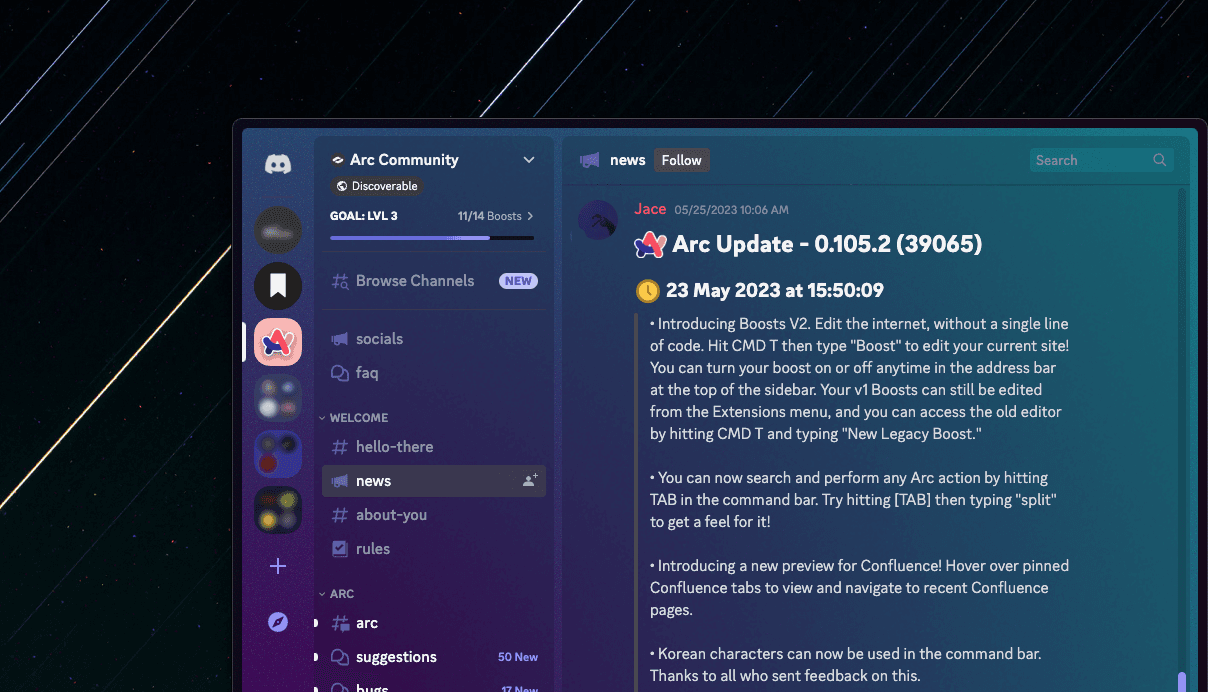 Arc Community
Discoverable
GOAL: LVL 3 11/14 Boosts
Browse Channels NEW
socials
faq
WELCOME
hello-there
news
about-you
rules
ARC
arc
suggestions 50 New
bugs 17 New
news Follow
Search
Jace 05/25/2023 10:06 AM
Arc Update - 0.105.2 (39065)
23 May 2023 at 15:50:09
• Introducing Boosts V2. Edit the internet, without a single line
of code. Hit CMD T then type "Boost" to edit your current site!
You can turn your boost on or off anytime in the address bar
at the top of the sidebar. Your v1 Boosts can still be edited
from the Extensions menu, and you can access the old editor
by hitting CMD T and typing "New Legacy Boost."
• You can now search and perform any Arc action by hitting
TAB in the command bar. Try hitting [TAB] then typing "split"
to get a feel for it!
• Introducing a new preview for Confluence! Hover over pinned
Confluence tabs to view and navigate to recent Confluence
pages.
• Korean characters can now be used in the command bar.
Thanks to all who sent feedback on this.